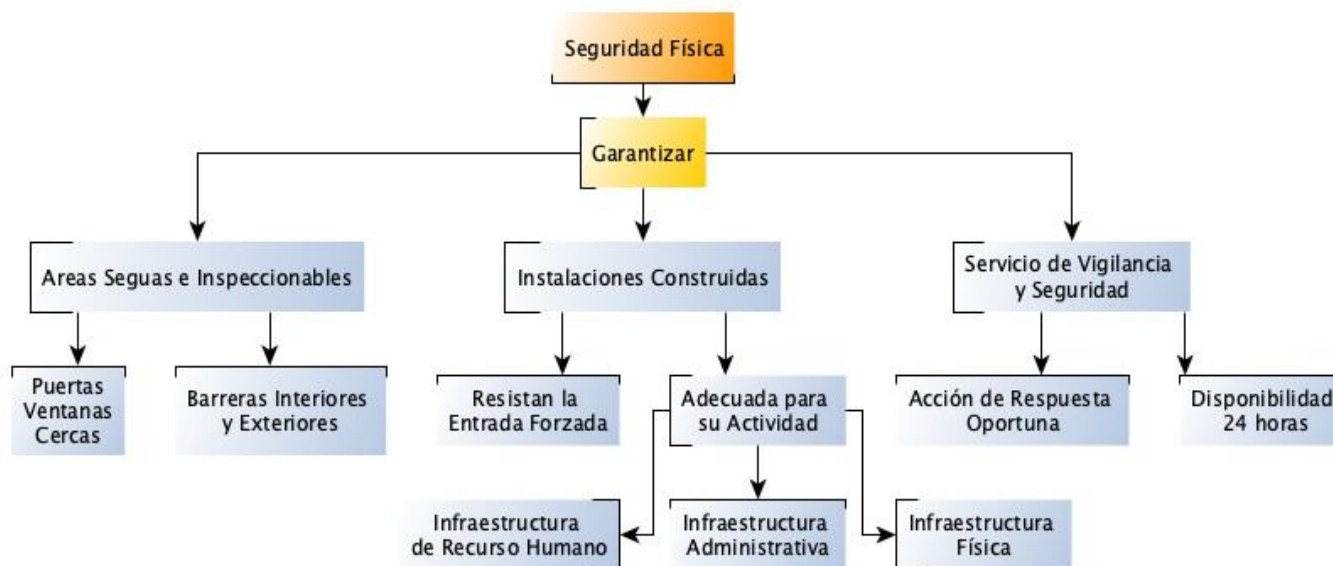 Seguridad Física
Garantizar
Areas Seguas e Inspeccionables
Instalaciones Construidas
Servicio de Vigilancia
y Seguridad
Puertas
Ventanas
Cercas
Barreras Interiores
y Exteriores
Resistan la
Entrada Forzada
Adecuada para
su Actividad
Acción de Respuesta
Oportuna
Disponibilidad
24 horas
Infraestructura
de Recurso Humano
Infraestructura
Administrativa
Infraestructura
Física